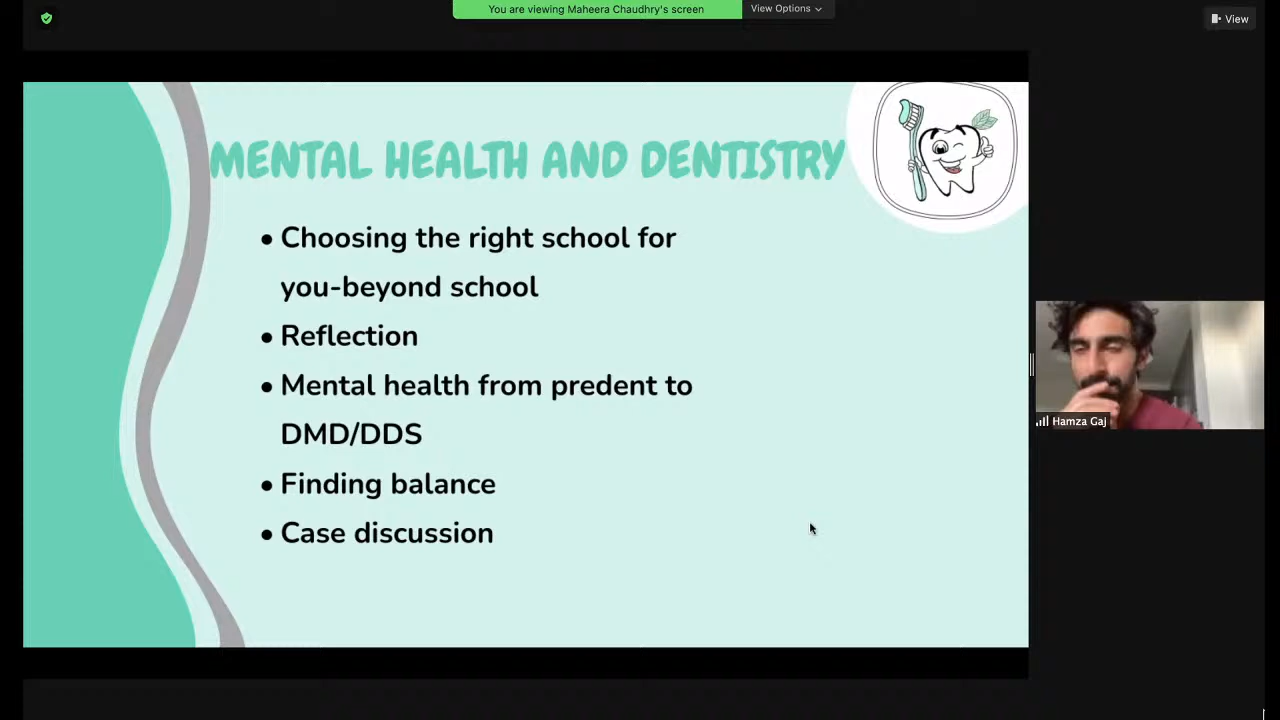 You are viewing Maheera Chaudhry's screen
View Options
View
MENTAL HEALTH AND DENTISTRY
• Choosing the right school for
you-beyond school
• Reflection
• Mental health from predent to
DMD/DDS
• Finding balance
• Case discussion
Hamza Gaj